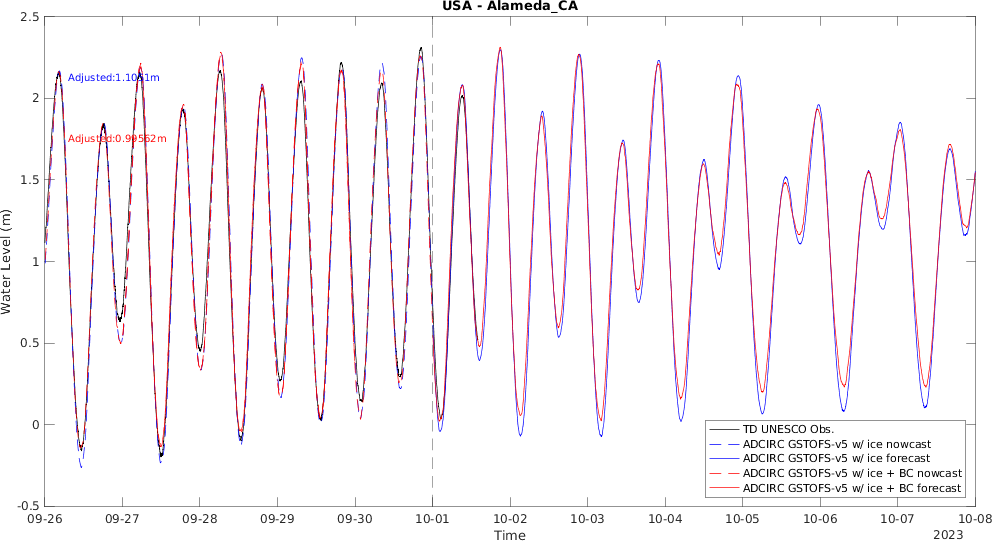 USA - Alameda_CA
2.5
2
1.5
1
0.5
0
-0.5
Water Level (m)
Adjusted:1.1051m
Adjusted:0.99562m
TD UNESCO Obs.
ADCIRC GSTOFS-v5 w/ ice nowcast
ADCIRC GSTOFS-v5 w/ ice forecast
ADCIRC GSTOFS-v5 w/ ice + BC nowcast
ADCIRC GSTOFS-v5 w/ ice + BC forecast
09-26 09-27 09-28 09-29 09-30 10-01 10-02 10-03 10-04 10-05 10-06 10-07 10-08
Time
2023